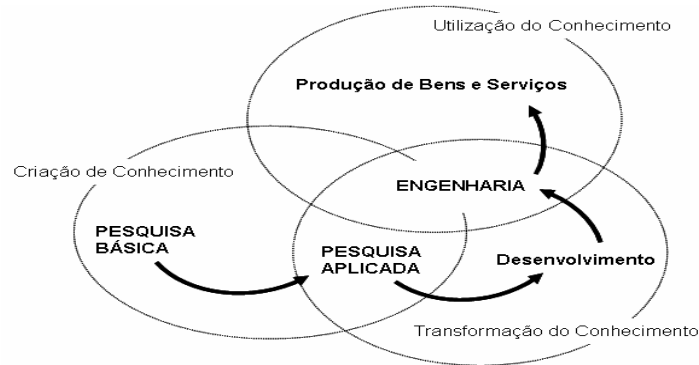 Utilização do Conhecimento
Produção de Bens e Serviços
Criação de Conhecimento
ENGENHARIA
PESQUISA
BÁSICA
PESQUISA
APLICADA
Desenvolvimento
Transformação do Conhecimento